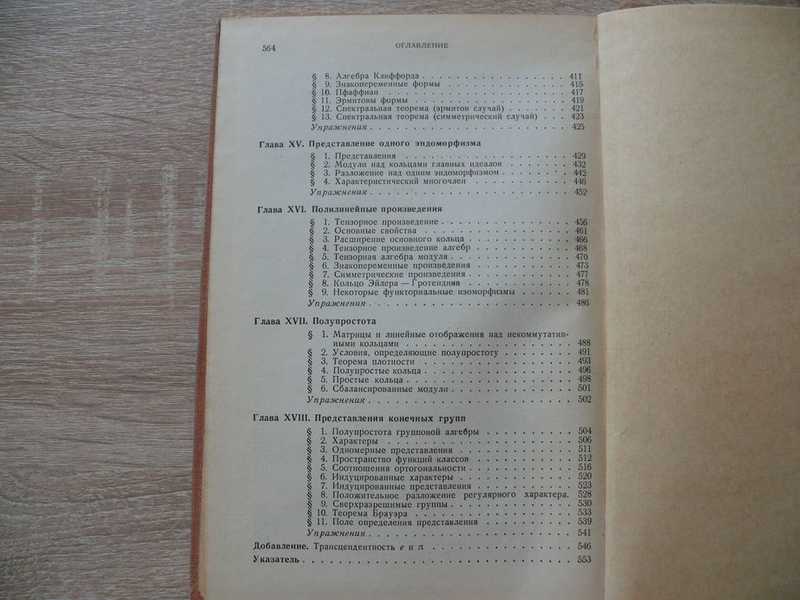 564
ОГЛАВЛЕНИЕ
§ 8. Алгебра Клиффорда . . . . . . . . . . . . . . . . 411
§ 9. Знакопеременные формы . . . . . . . . . . . . . 415
§ 10. Пфаффиан . . . . . . . . . . . . . . . . . . . . 417
§ 11. Эрмитовы формы . . . . . . . . . . . . . . . . . 419
§ 12. Спектральная теорема (эрмитов случай) . . . . . . . 421
§ 13. Спектральная теорема (симметрический случай) . . . 423
Упражнения . . . . . . . . . . . . . . . . . . . . . . 425
Глава XV. Представление одного эндоморфизма
§ 1. Представления . . . . . . . . . . . . . . . . . . 429
§ 2. Модули над кольцами главных идеалов . . . . . . . 432
§ 3. Разложение над одним эндоморфизмом . . . . . . . 442
§ 4. Характеристический многочлен . . . . . . . . . . 446
Упражнения . . . . . . . . . . . . . . . . . . . . . . 452
Глава XVI. Полилинейные произведения
§ 1. Тензорное произведение . . . . . . . . . . . . . 456
§ 2. Основные свойства . . . . . . . . . . . . . . . 461
§ 3. Расширение основного кольца . . . . . . . . . . 466
§ 4. Тензорное произведение алгебр . . . . . . . . . . 468
§ 5. Тензорная алгебра модуля . . . . . . . . . . . . 470
§ 6. Знакопеременные произведения . . . . . . . . . . 473
§ 7. Симметрические произведения . . . . . . . . . . 477
§ 8. Кольцо Эйлера — Гротендика . . . . . . . . . . . 478
§ 9. Некоторые функториальные изоморфизмы . . . . . . 481
Упражнения . . . . . . . . . . . . . . . . . . . . . . 486
Глава XVII. Полупростота
§ 1. Матрицы и линейные отображения над некоммутатив-
ными кольцами . . . . . . . . . . . . . . . . . . 488
§ 2. Условия, определяющие полупростоту . . . . . . . . 491
§ 3. Теорема плотности . . . . . . . . . . . . . . . 493
§ 4. Полупростые кольца . . . . . . . . . . . . . . . 496
§ 5. Простые кольца . . . . . . . . . . . . . . . . . 498
§ 6. Сбалансированные модули . . . . . . . . . . . . 501
Упражнения . . . . . . . . . . . . . . . . . . . . . . 502
Глава XVIII. Представления конечных групп
§ 1. Полупростота групповой алгебры . . . . . . . . . . 504
§ 2. Характеры . . . . . . . . . . . . . . . . . . . 506
§ 3. Одномерные представления . . . . . . . . . . . . 511
§ 4. Пространство функций классов . . . . . . . . . . 512
§ 5. Соотношения ортогональности . . . . . . . . . . . 516
§ 6. Индуцированные характеры . . . . . . . . . . . . 520
§ 7. Индуцированные представления . . . . . . . . . . 523
§ 8. Положительное разложение регулярного характера. 528
§ 9. Сверхразрешимые группы . . . . . . . . . . . . . 530
§ 10. Теорема Брауэра . . . . . . . . . . . . . . . . 533
§ 11. Поле определения представления . . . . . . . . . 539
Упражнения . . . . . . . . . . . . . . . . . . . . . . 541
Добавление. Трансцендентность e и π . . . . . . . . . . 546
Указатель . . . . . . . . . . . . . . . . . . . . . . . 553